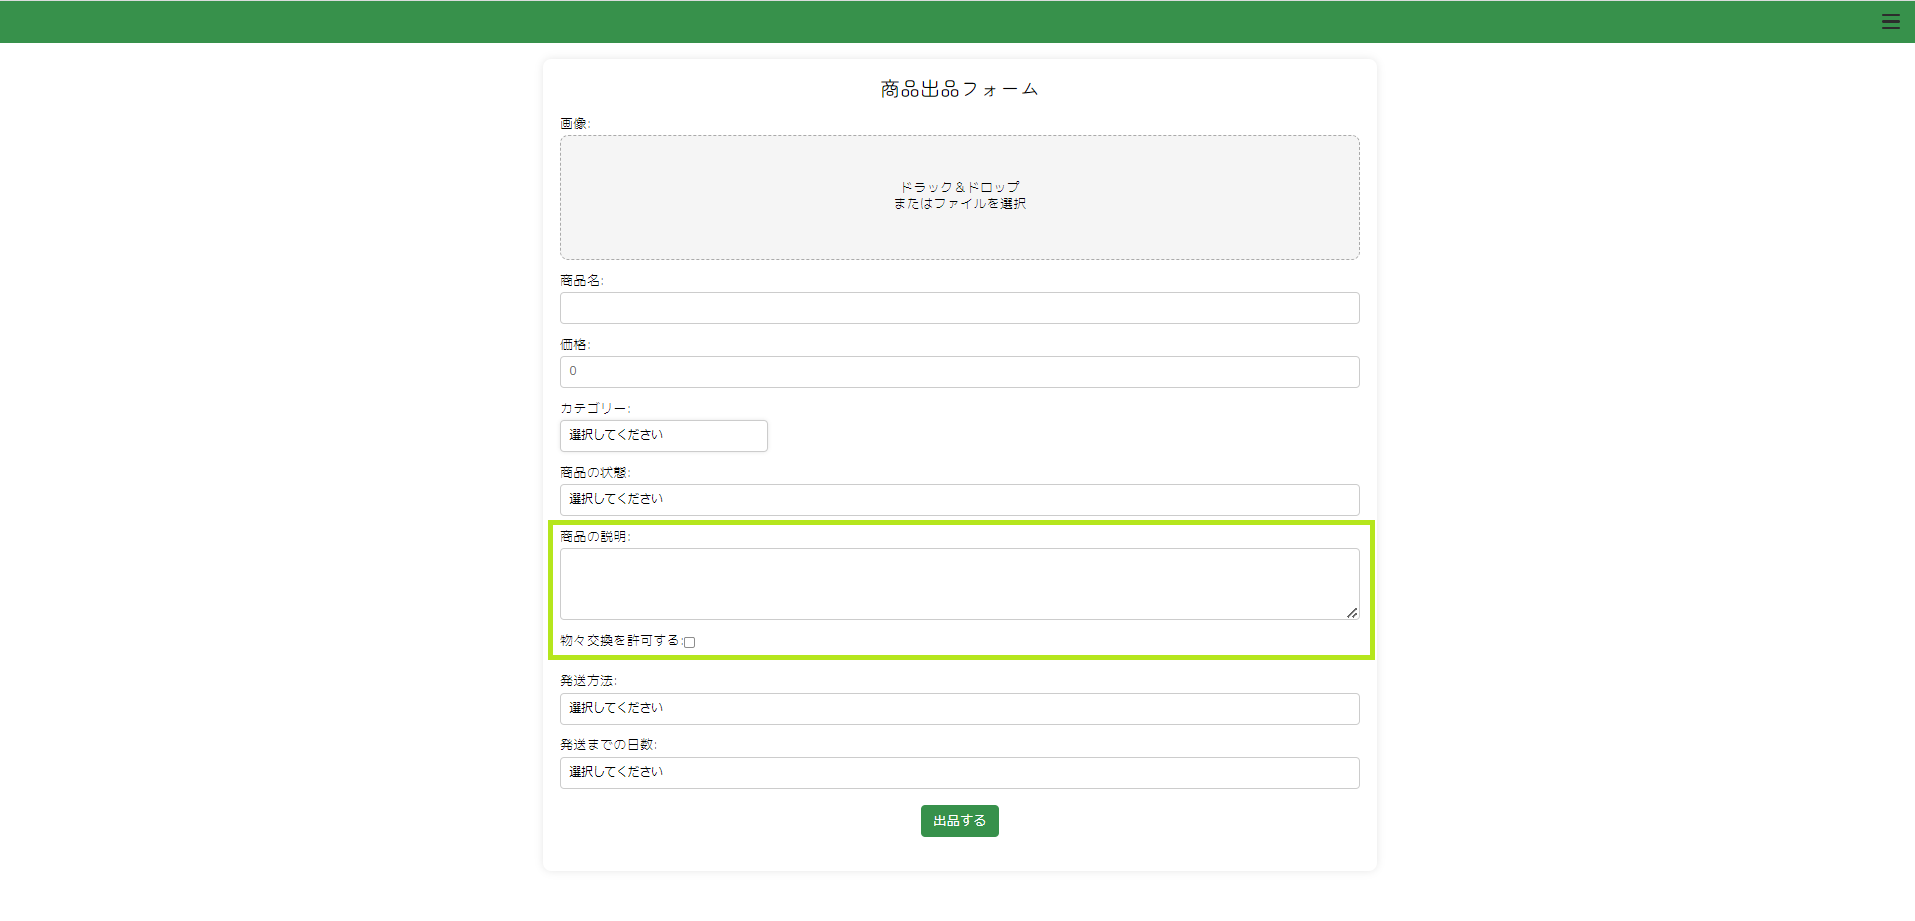 商品出品フォーム
画像:
ドラック＆ドロップ
またはファイルを選択
商品名:
価格:
0
カテゴリー:
選択してください
商品の状態:
選択してください
商品の説明:
物々交換を許可する:
発送方法:
選択してください
発送までの日数:
選択してください
出品する